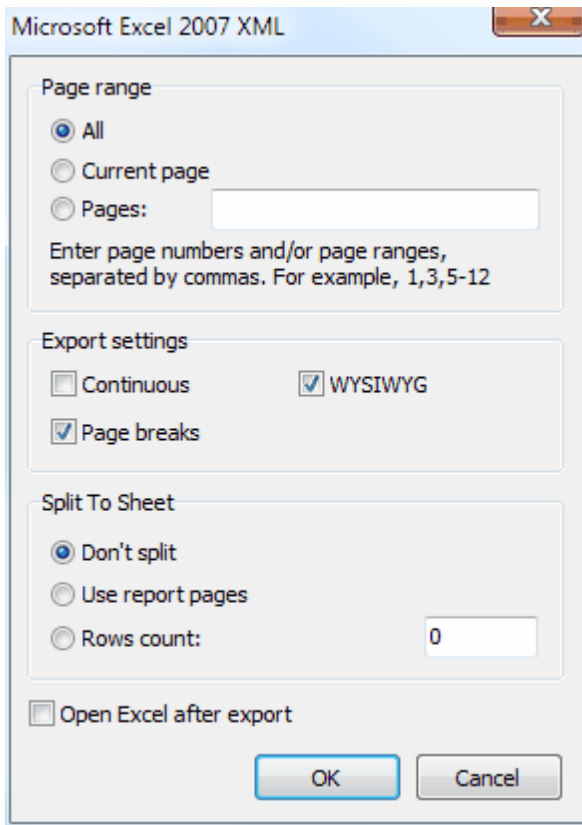 Microsoft Excel 2007 XML
Page range
All
Current page
Pages:
Enter page numbers and/or page ranges,
separated by commas. For example, 1,3,5-12
Export settings
Continuous WYSIWYG
Page breaks
Split To Sheet
Don't split
Use report pages
Rows count: 0
Open Excel after export
OK Cancel